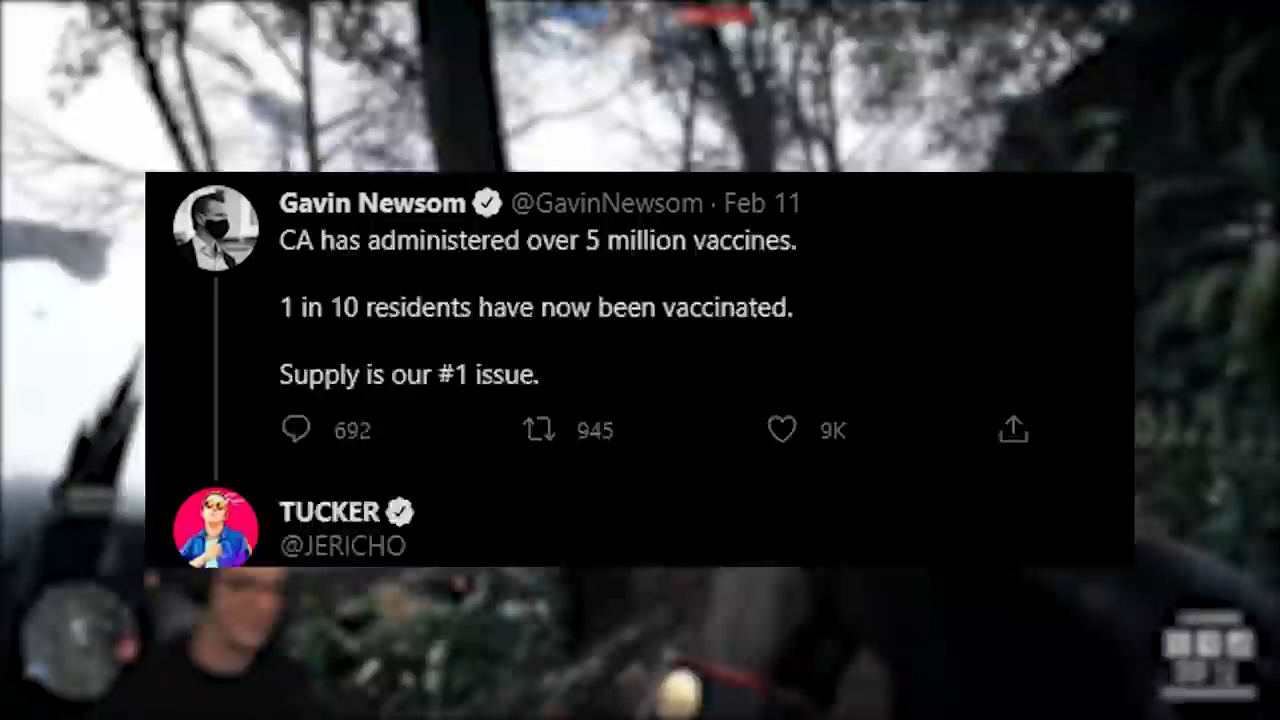 Gavin Newsom @GavinNewsom · Feb 11
CA has administered over 5 million vaccines.
1 in 10 residents have now been vaccinated.
Supply is our #1 issue.
692 945 9K
TUCKER
@JERICHO